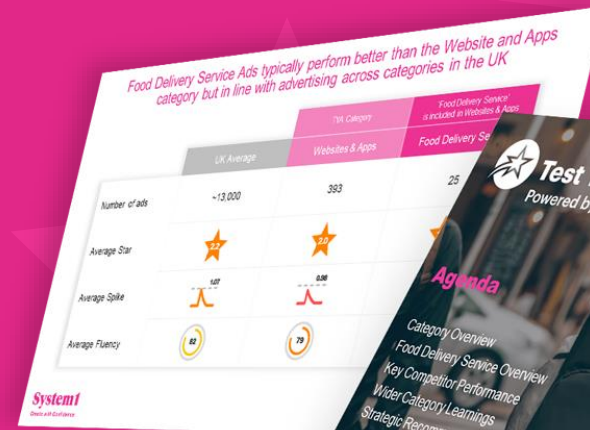 Food Delivery Service Ads typically perform better than the Website and Apps
category but in line with advertising across categories in the UK
TVA Category
'Food Delivery Service'
is included in Websites & Apps
UK Average
Websites & Apps
Food Delivery Se
Number of ads
~13,000
393
25
Average Star
2.2
2.0
Average Spike
1.07
0.98
Average Fluency
82
79
System1
Create with Confidence
Test
Powered by
Agenda
Category Overview
Food Delivery Service Overview
Key Competitor Performance
Wider Category Learnings
Strategic Recom